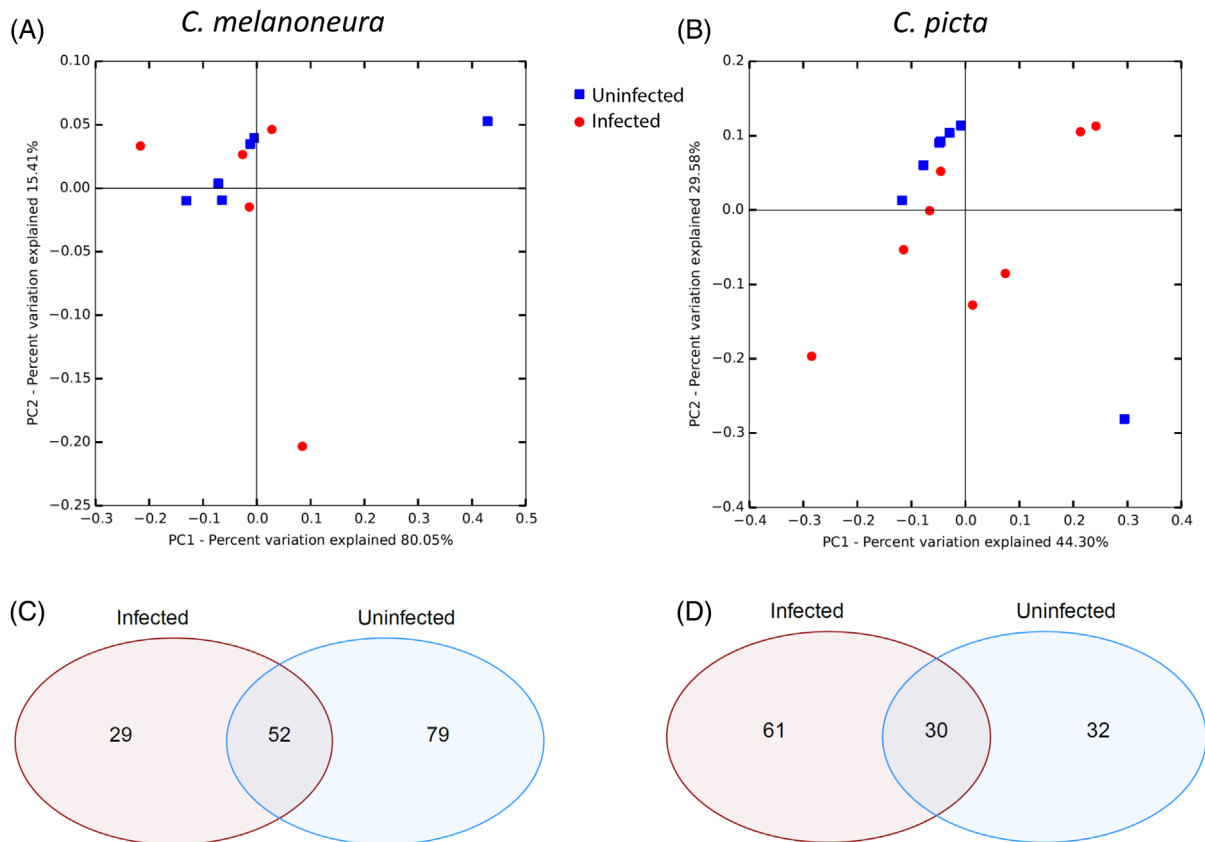 (A)
C. melanoneura
(B)
C. picta
0.10
0.05
0.00
−0.05
−0.10
−0.15
−0.20
−0.25
PC2 - Percent variation explained 15.41%
−0.3 −0.2 −0.1 0.0 0.1 0.2 0.3 0.4 0.5
PC1 - Percent variation explained 80.05%
Uninfected
Infected
0.2
0.1
0.0
−0.1
−0.2
−0.3
−0.4
PC2 - Percent variation explained 29.58%
−0.4 −0.3 −0.2 −0.1 0.0 0.1 0.2 0.3 0.4
PC1 - Percent variation explained 44.30%
(C)
Infected Uninfected
29 52 79
(D)
Infected Uninfected
61 30 32